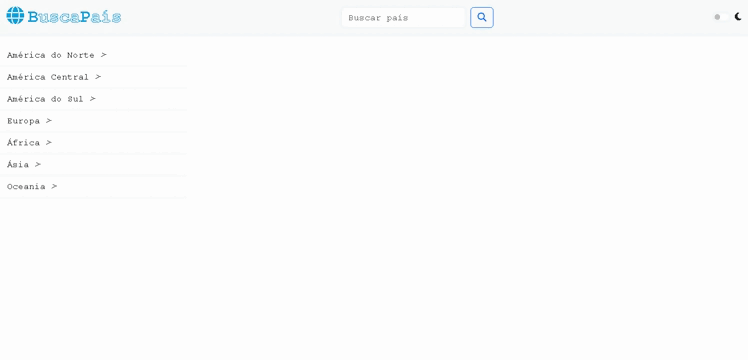 BuscaPaís
Buscar país
América do Norte >
América Central >
América do Sul >
Europa >
África >
Ásia >
Oceania >